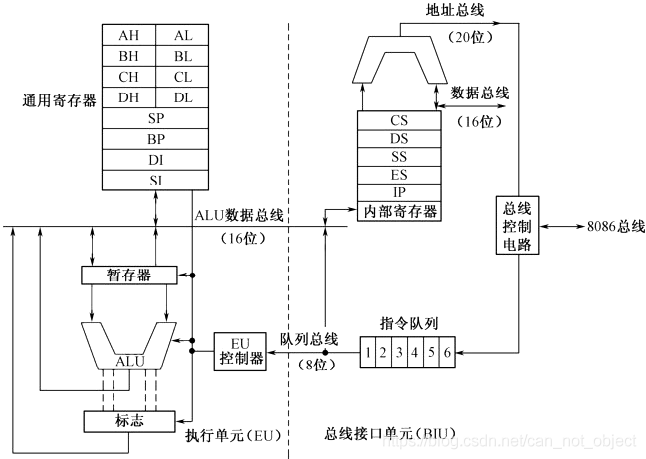 地址总线
(20位)
AH AL
BH BL
CH CL
DH DL
SP
BP
DI
SI
通用寄存器
数据总线
(16位)
CS
DS
SS
ES
IP
内部寄存器
ALU数据总线
(16位)
总线
控制
电路
8086总线
暂存器
ALU
标志
EU
控制器
队列总线
(8位)
指令队列
1 2 3 4 5 6
执行单元(EU)
总线接口单元(BIU)
https://blog.csdn.net/can_not_object